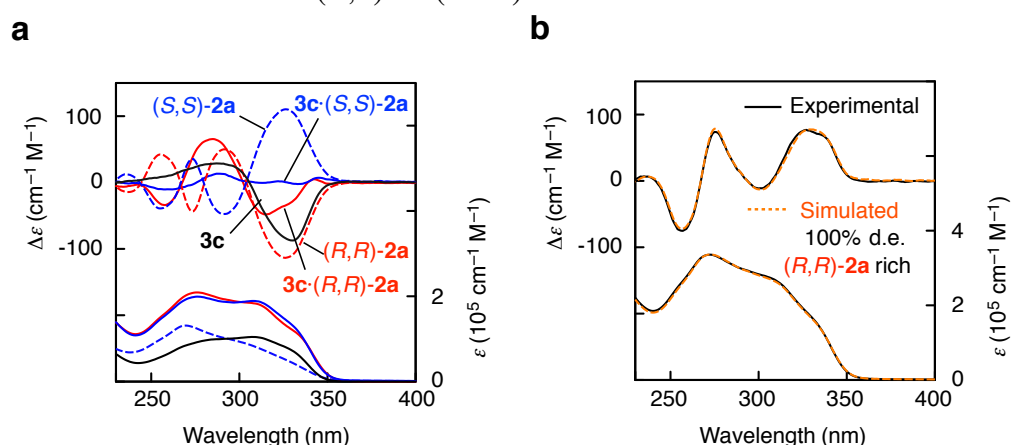 a
b
(S,S)-2a
3c·(S,S)-2a
3c
(R,R)-2a
3c·(R,R)-2a
100
0
-100
Δε (cm⁻¹ M⁻¹)
2
0
ε (10⁵ cm⁻¹ M⁻¹)
250 300 350 400
Wavelength (nm)
Experimental
Simulated
100% d.e.
(R,R)-2a rich
100
0
-100
Δε (cm⁻¹ M⁻¹)
4
2
0
ε (10⁵ cm⁻¹ M⁻¹)
250 300 350 400
Wavelength (nm)